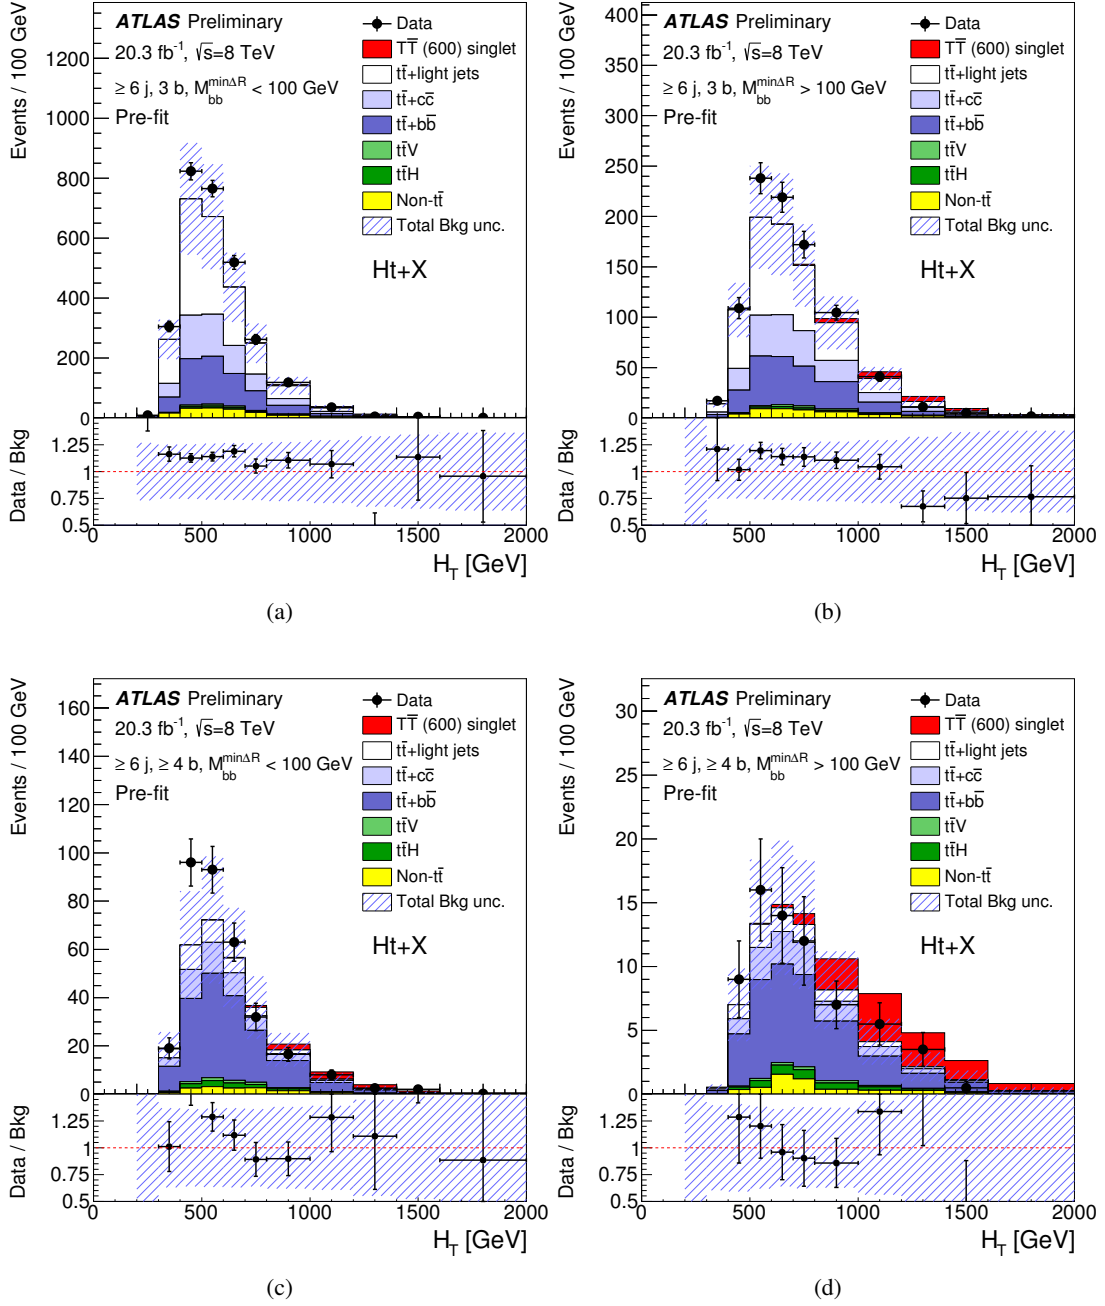 ATLAS Preliminary
20.3 fb⁻¹, √s=8 TeV
≥ 6 j, 3 b, M_bb^minΔR < 100 GeV
Pre-fit
Data
TT̅ (600) singlet
tt̅+light jets
tt̅+cc̅
tt̅+bb̅
tt̅V
tt̅H
Non-tt̅
Total Bkg unc.
Ht+X
Events / 100 GeV
1200
1000
800
600
400
200
0
Data / Bkg
1.25
1
0.75
0.5
0 500 1000 1500 2000
H_T [GeV]
(a)
ATLAS Preliminary
20.3 fb⁻¹, √s=8 TeV
≥ 6 j, 3 b, M_bb^minΔR > 100 GeV
Pre-fit
Data
TT̅ (600) singlet
tt̅+light jets
tt̅+cc̅
tt̅+bb̅
tt̅V
tt̅H
Non-tt̅
Total Bkg unc.
Ht+X
Events / 100 GeV
400
350
300
250
200
150
100
50
0
Data / Bkg
1.25
1
0.75
0.5
0 500 1000 1500 2000
H_T [GeV]
(b)
ATLAS Preliminary
20.3 fb⁻¹, √s=8 TeV
≥ 6 j, ≥ 4 b, M_bb^minΔR < 100 GeV
Pre-fit
Data
TT̅ (600) singlet
tt̅+light jets
tt̅+cc̅
tt̅+bb̅
tt̅V
tt̅H
Non-tt̅
Total Bkg unc.
Ht+X
Events / 100 GeV
160
140
120
100
80
60
40
20
0
Data / Bkg
1.25
1
0.75
0.5
0 500 1000 1500 2000
H_T [GeV]
(c)
ATLAS Preliminary
20.3 fb⁻¹, √s=8 TeV
≥ 6 j, ≥ 4 b, M_bb^minΔR > 100 GeV
Pre-fit
Data
TT̅ (600) singlet
tt̅+light jets
tt̅+cc̅
tt̅+bb̅
tt̅V
tt̅H
Non-tt̅
Total Bkg unc.
Ht+X
Events / 100 GeV
30
25
20
15
10
5
0
Data / Bkg
1.25
1
0.75
0.5
0 500 1000 1500 2000
H_T [GeV]
(d)